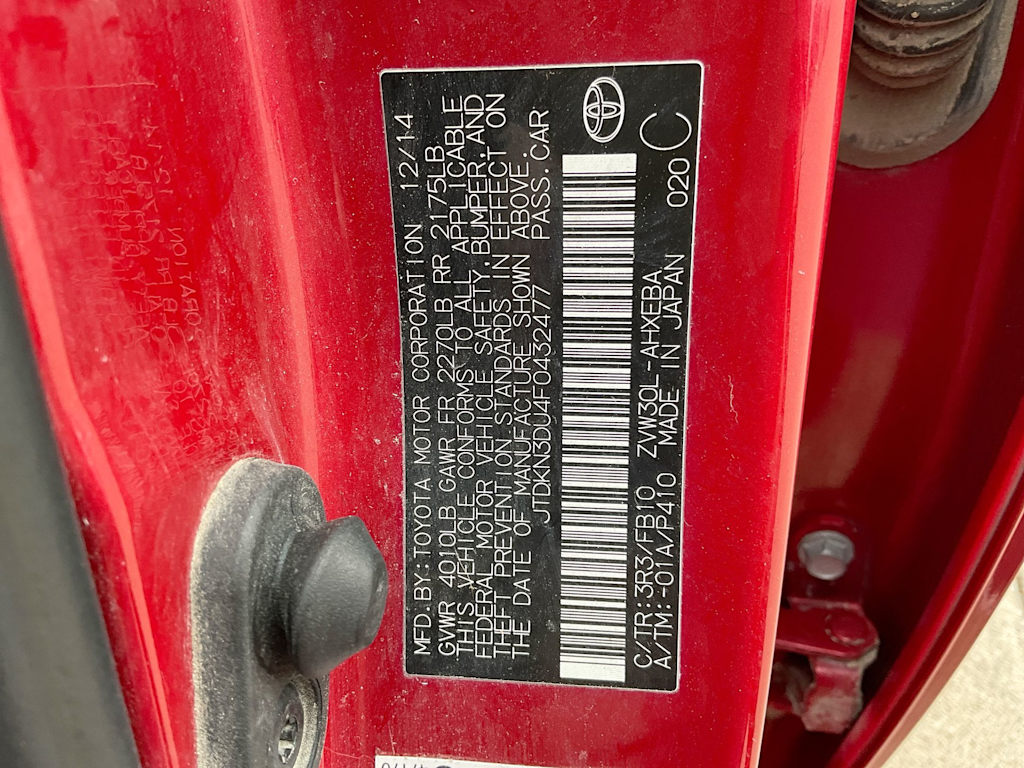 MFD.BY:TOYOTA MOTOR CORPORATION 12/14
GVWR 4010LB GAWR FR 2270LB RR 2175LB
THIS VEHICLE CONFORMS TO ALL APPLICABLE
FEDERAL MOTOR VEHICLE SAFETY,BUMPER,AND
THEFT PREVENTION STANDARDS IN EFFECT ON
THE DATE OF MANUFACTURE SHOWN ABOVE.
JTDKN3DU4F0432477 PASS.CAR
C/TR:3R3/FB10 ZVW30L-AHXEBA
A/TM:-01A/P410 MADE IN JAPAN 020 C